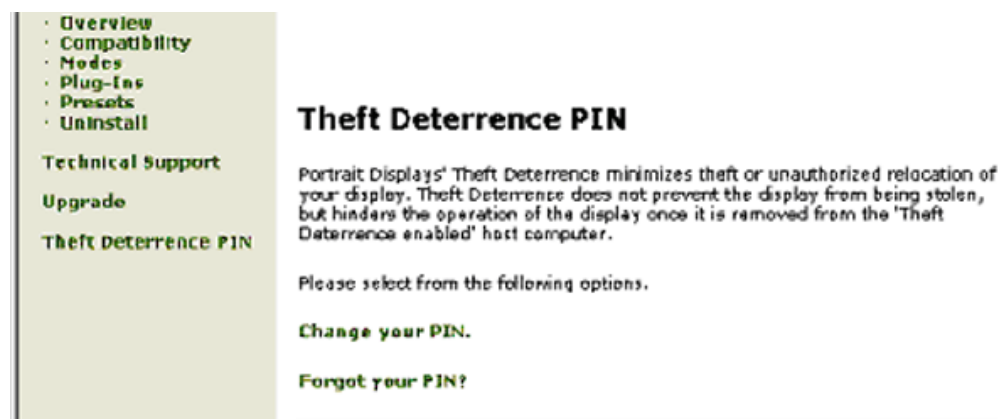 · Overview
· Compatibility
· Modes
· Plug-Ins
· Presets
· Uninstall
Technical Support
Upgrade
Theft Deterrence PIN
Theft Deterrence PIN
Portrait Displays' Theft Deterrence minimizes theft or unauthorized relocation of
your display. Theft Deterrence does not prevent the display from being stolen,
but hinders the operation of the display once it is removed from the 'Theft
Deterrence enabled' host computer.
Please select from the following options.
Change your PIN.
Forgot your PIN?